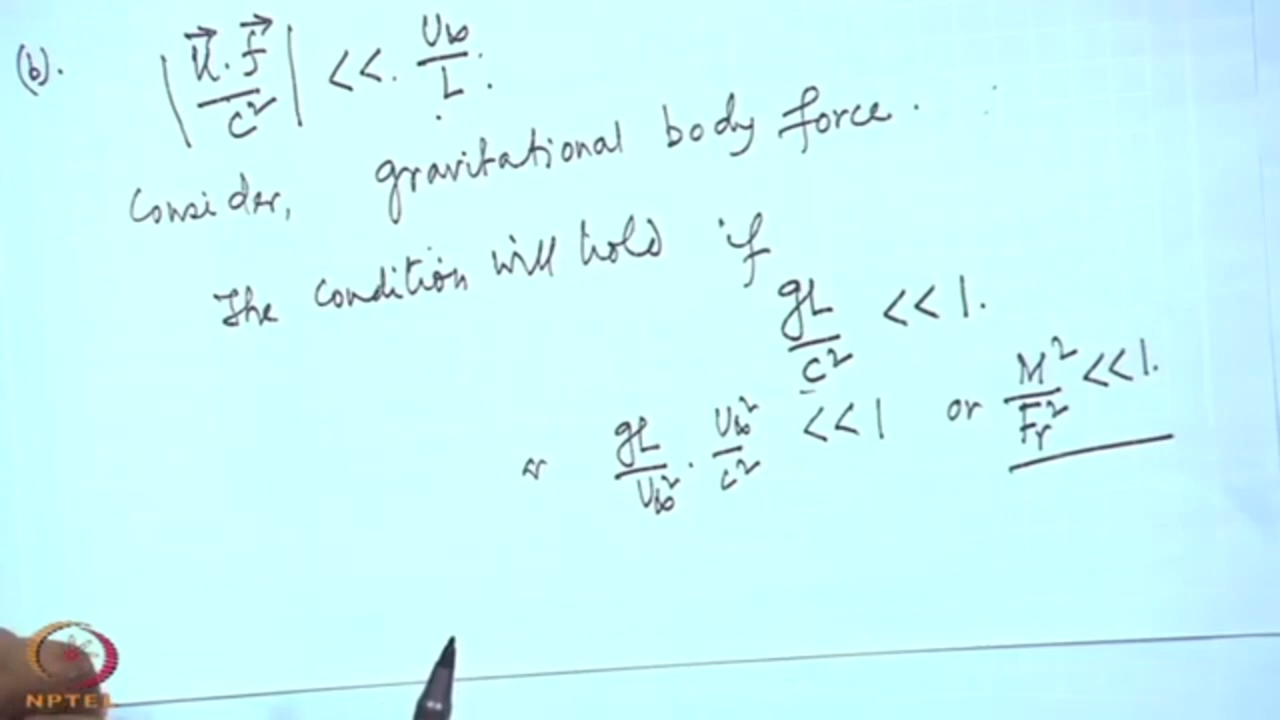 (b). |u⃗.f⃗ / c²| <<. U∞ / L.
Consider, gravitational body force.
The condition will hold if
gL / c² << 1.
or gL / U∞² . U∞² / c² << 1 or M² / Fr² << 1.
NPTEL